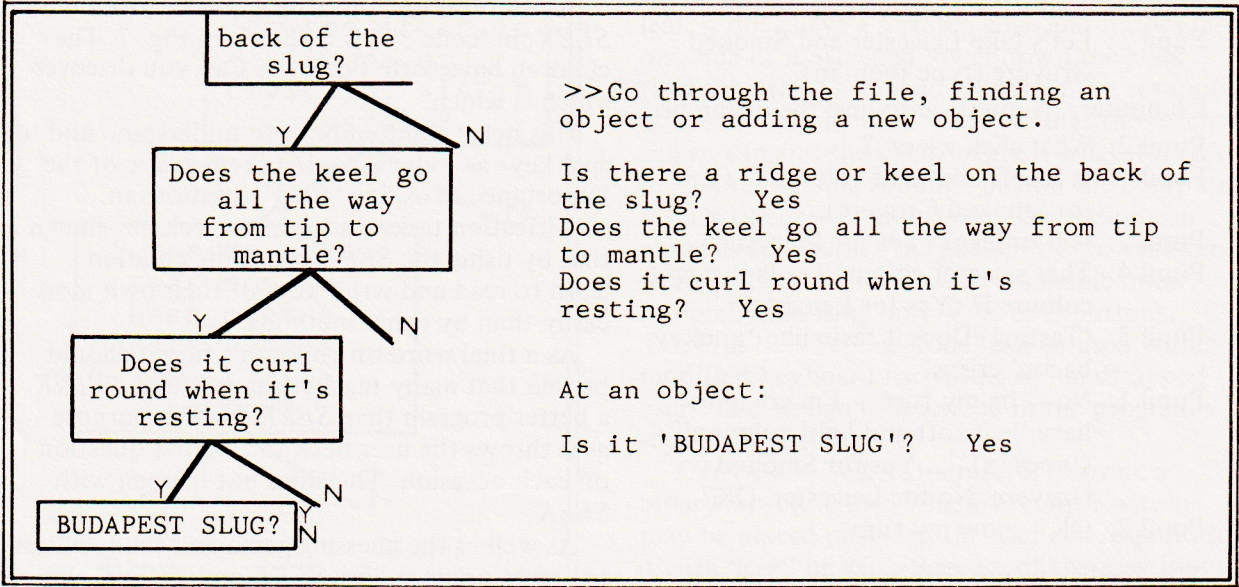 back of the
slug?
Y
N
Does the keel go
all the way
from tip to
mantle?
Y
N
Does it curl
round when it's
resting?
Y
N
BUDAPEST SLUG?
Y
N
>>Go through the file, finding an
object or adding a new object.
Is there a ridge or keel on the back of
the slug? Yes
Does the keel go all the way from tip
to mantle? Yes
Does it curl round when it's
resting? Yes
At an object:
Is it 'BUDAPEST SLUG'? Yes